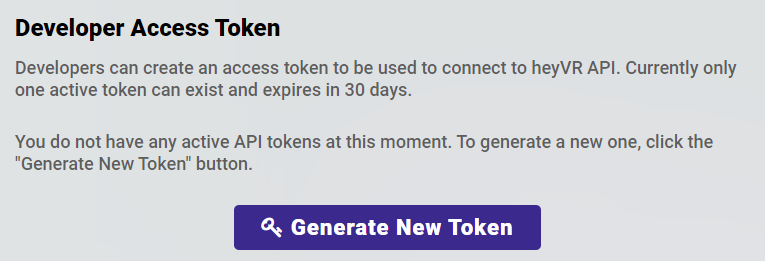 Developer Access Token
Developers can create an access token to be used to connect to heyVR API. Currently only
one active token can exist and expires in 30 days.
You do not have any active API tokens at this moment. To generate a new one, click the
"Generate New Token" button.
Generate New Token